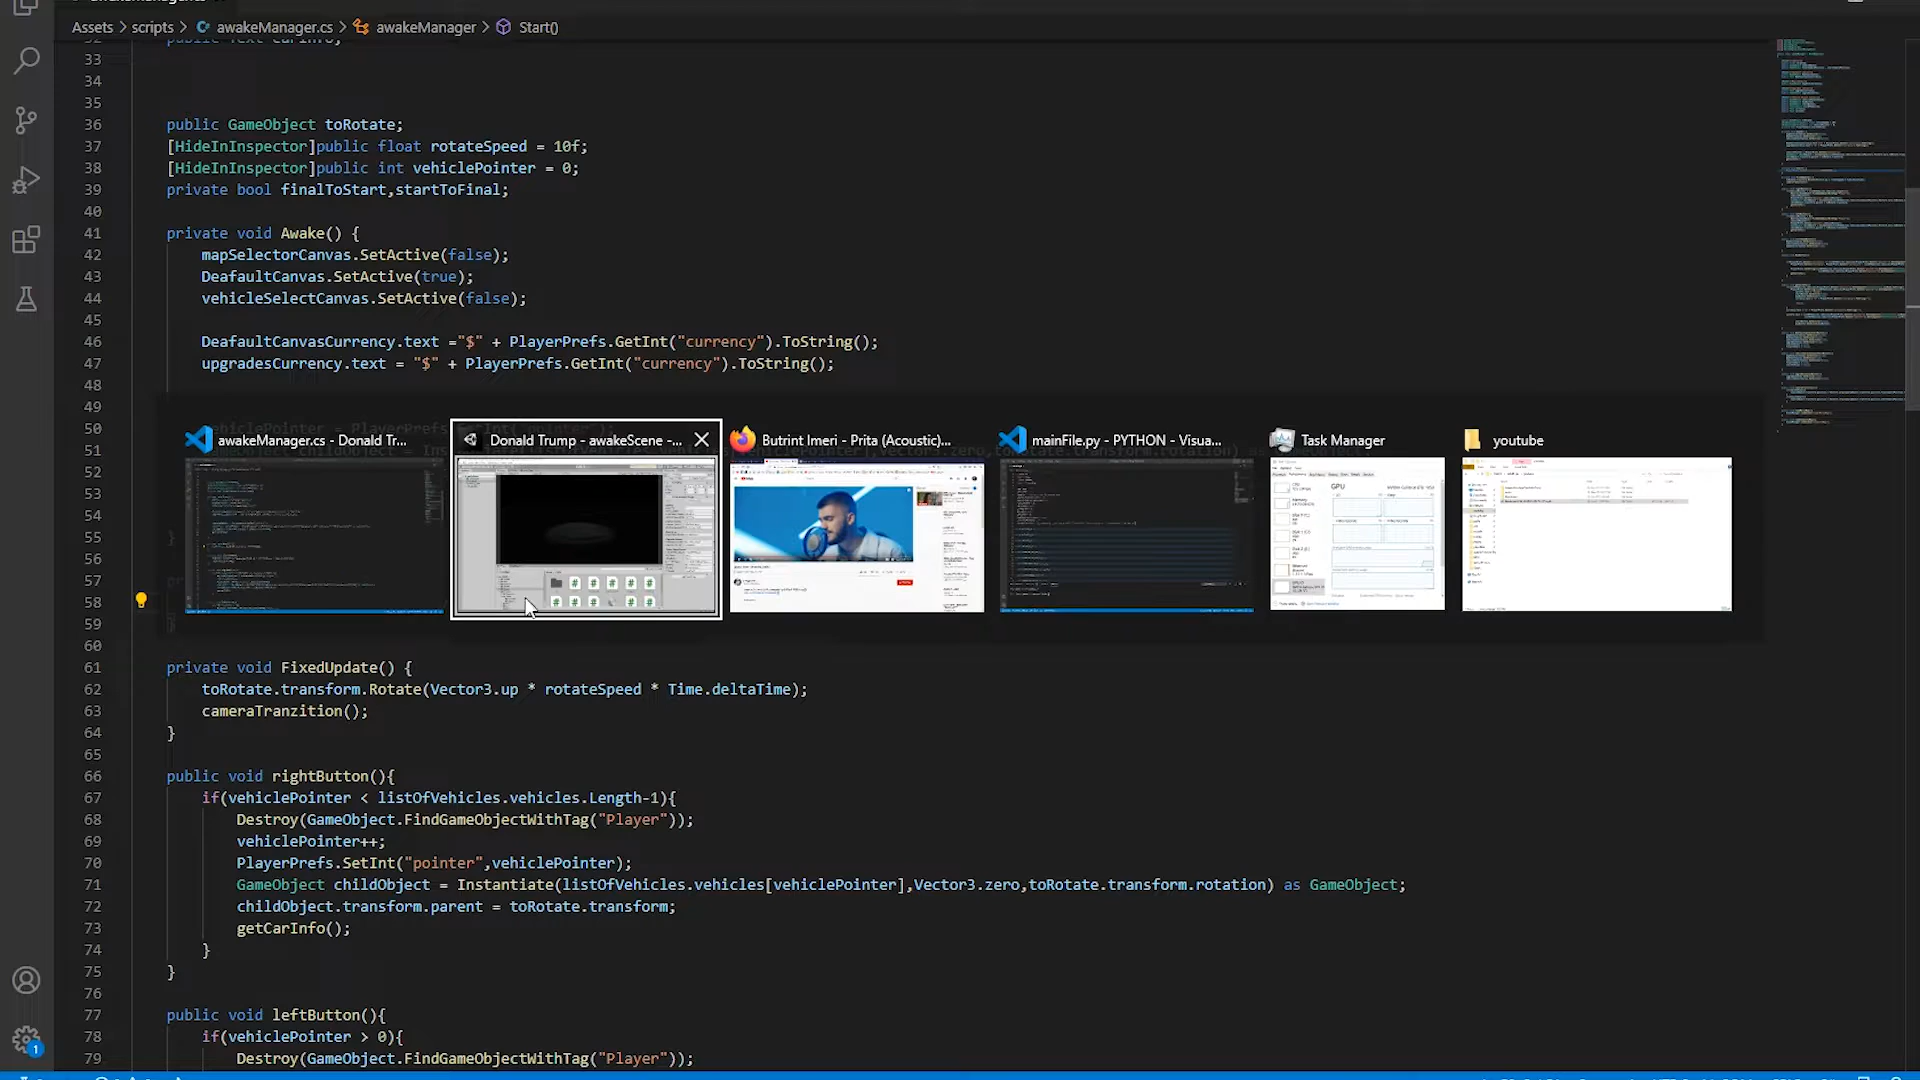 Assets > scripts > awakeManager.cs > awakeManager > Start()
33
34
35
36 public GameObject toRotate;
37 [HideInInspector]public float rotateSpeed = 10f;
38 [HideInInspector]public int vehiclePointer = 0;
39 private bool finalToStart,startToFinal;
40
41 private void Awake() {
42 mapSelectorCanvas.SetActive(false);
43 DeafaultCanvas.SetActive(true);
44 vehicleSelectCanvas.SetActive(false);
45
46 DeafaultCanvasCurrency.text ="$" + PlayerPrefs.GetInt("currency").ToString();
47 upgradesCurrency.text = "$" + PlayerPrefs.GetInt("currency").ToString();
48
49
50
51
52
53
54
55
56
57
58
59
awakeManager.cs - Donald Tr...
Donald Trump - awakeScene -...
Butrint Imeri - Prita (Acoustic)...
mainFile.py - PYTHON - Visua...
Task Manager
youtube
60
61 private void FixedUpdate() {
62 toRotate.transform.Rotate(Vector3.up * rotateSpeed * Time.deltaTime);
63 cameraTranzition();
64 }
65
66 public void rightButton(){
67 if(vehiclePointer < listOfVehicles.vehicles.Length-1){
68 Destroy(GameObject.FindGameObjectWithTag("Player"));
69 vehiclePointer++;
70 PlayerPrefs.SetInt("pointer",vehiclePointer);
71 GameObject childObject = Instantiate(listOfVehicles.vehicles[vehiclePointer],Vector3.zero,toRotate.transform.rotation) as GameObject;
72 childObject.transform.parent = toRotate.transform;
73 getCarInfo();
74 }
75 }
76
77 public void leftButton(){
78 if(vehiclePointer > 0){
79 Destroy(GameObject.FindGameObjectWithTag("Player"));
1